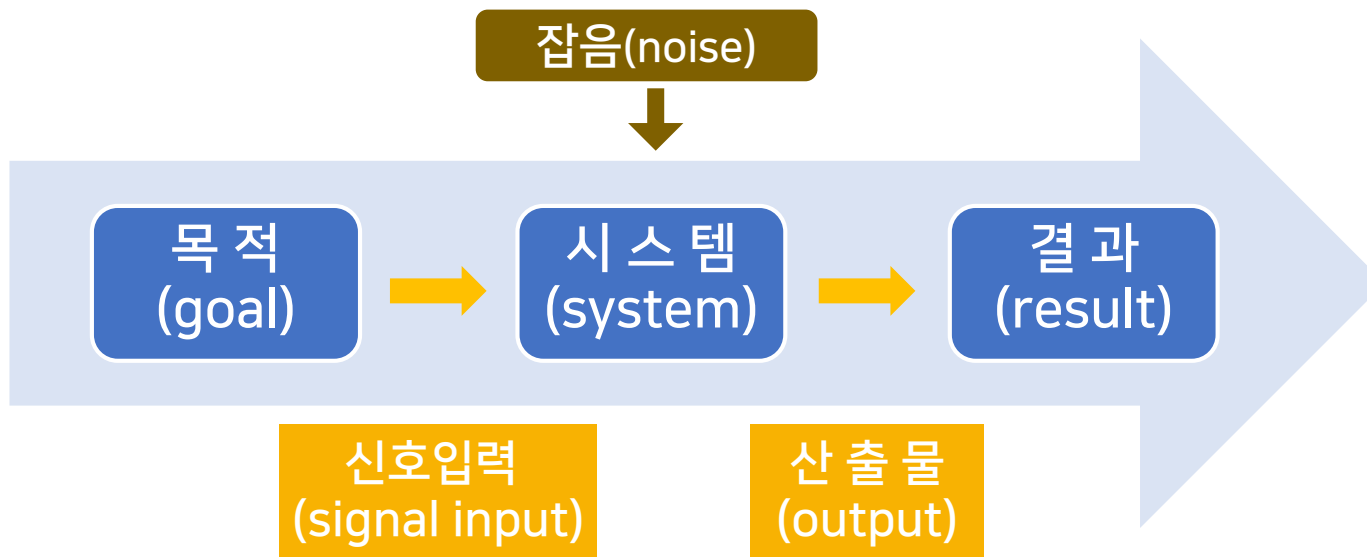 잡음(noise)
목 적
(goal)
시 스 템
(system)
결 과
(result)
신호입력
(signal input)
산 출 물
(output)